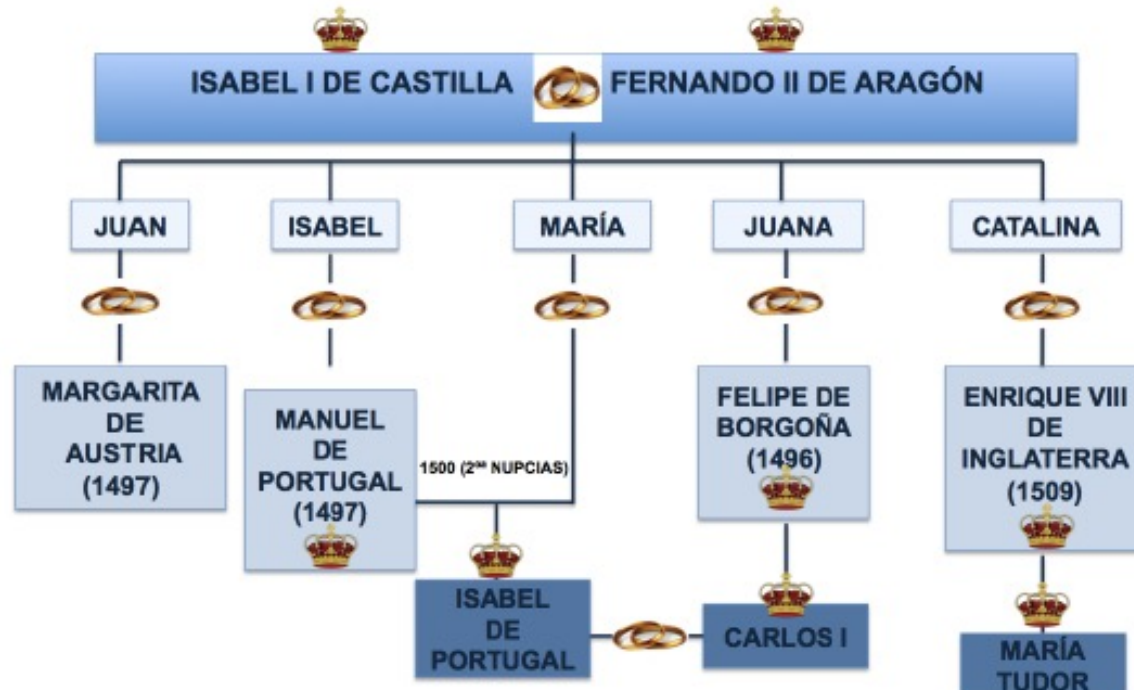 ISABEL I DE CASTILLA FERNANDO II DE ARAGÓN
JUAN
ISABEL
MARÍA
JUANA
CATALINA
MARGARITA
DE
AUSTRIA
(1497)
MANUEL
DE
PORTUGAL
(1497)
1500 (2ªˢ NUPCIAS)
FELIPE DE
BORGOÑA
(1496)
ENRIQUE VIII
DE
INGLATERRA
(1509)
ISABEL
DE
PORTUGAL
CARLOS I
MARÍA
TUDOR